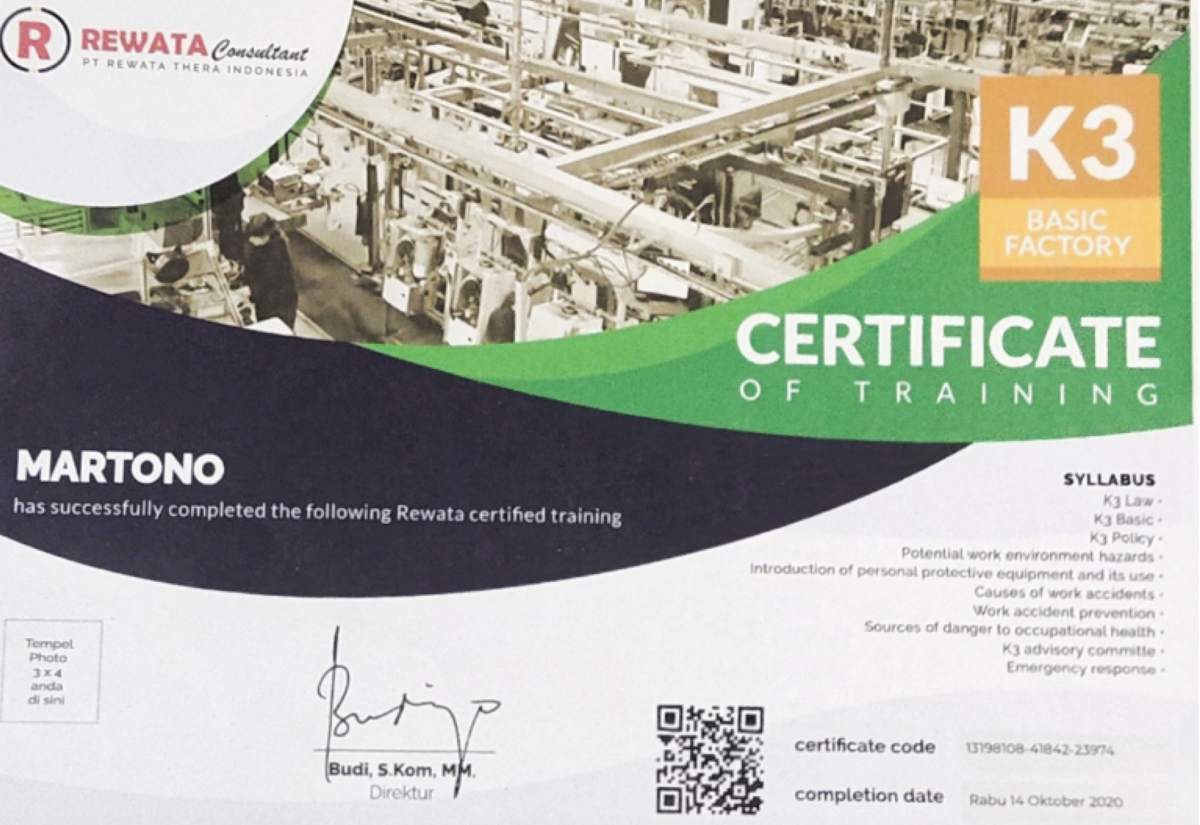 R
REWATA Consultant
PT REWATA THERA INDONESIA
K3
BASIC
FACTORY
CERTIFICATE
OF TRAINING
MARTONO
has successfully completed the following Rewata certified training
SYLLABUS
K3 Law •
K3 Basic •
K3 Policy •
Potential work environment hazards •
Introduction of personal protective equipment and its use •
Causes of work accidents •
Work accident prevention •
Sources of danger to occupational health •
K3 advisory committe •
Emergency response •
Tempel
Photo
3 x 4
anda
di sini
Budi, S.Kom, MM.
Direktur
certificate code 13198108-41842-23974
completion date Rabu 14 Oktober 2020